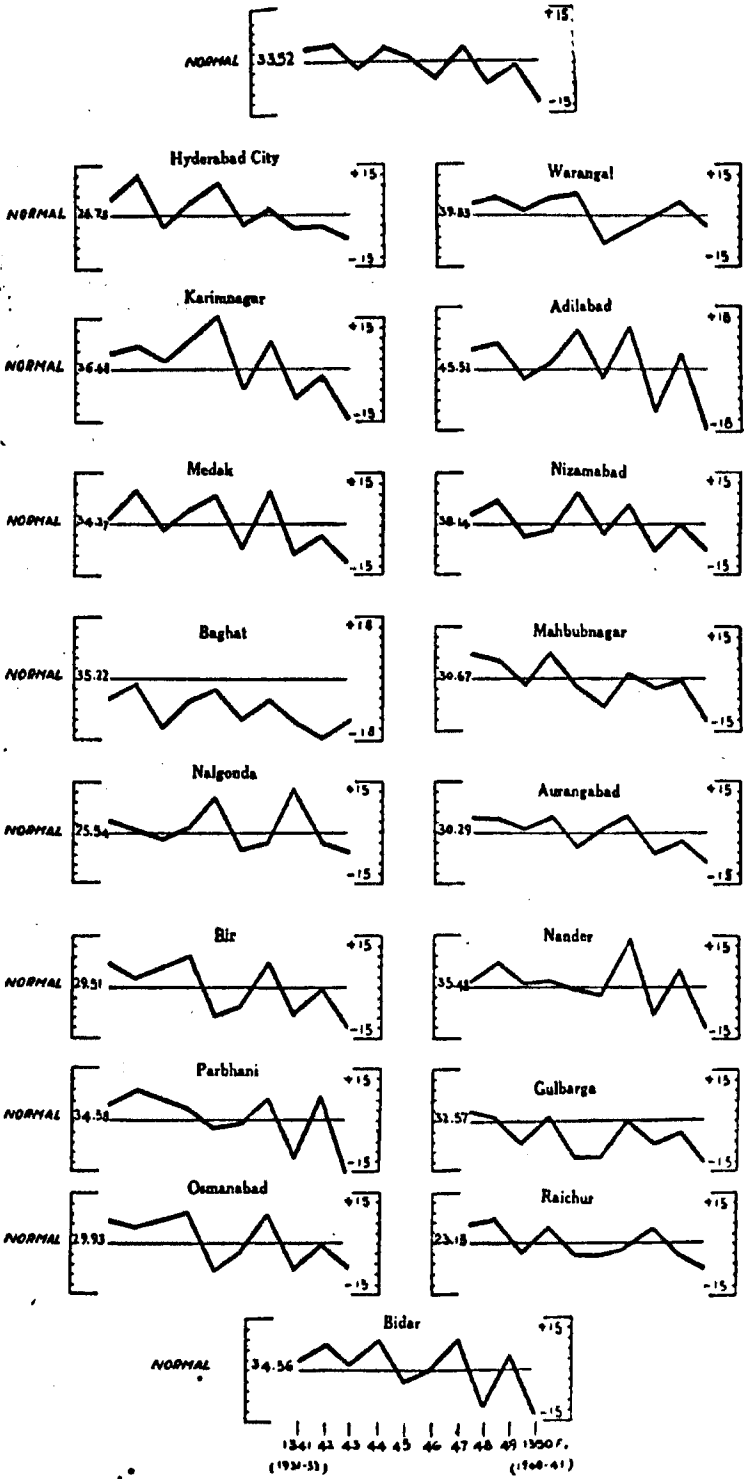 +15
NORMAL 33.52
-15
Hyderabad City
+15
NORMAL
-15
Warangal
+15
39.83
-15
Karimnagar
+15
NORMAL 36.68
-15
Adilabad
+18
45.51
-18
Medak
+15
NORMAL 34.37
-15
Nizamabad
+15
38.14
-15
Baghat
+18
NORMAL 35.22
-18
Mahbubnagar
+15
30.67
-15
Nalgonda
+15
NORMAL 25.54
-15
Aurangabad
+15
30.29
-15
Bir
+15
NORMAL 29.51
-15
Nander
+15
35.48
-15
Parbhani
+15
NORMAL 34.58
-15
Gulbarga
+15
32.57
-15
Osmanabad
+15
NORMAL 29.93
-15
Raichur
+15
23.18
-15
Bidar
+15
NORMAL 34.56
-15
1341 42 43 44 45 46 47 48 49 1350 F.
(1931-32) (1940-41)